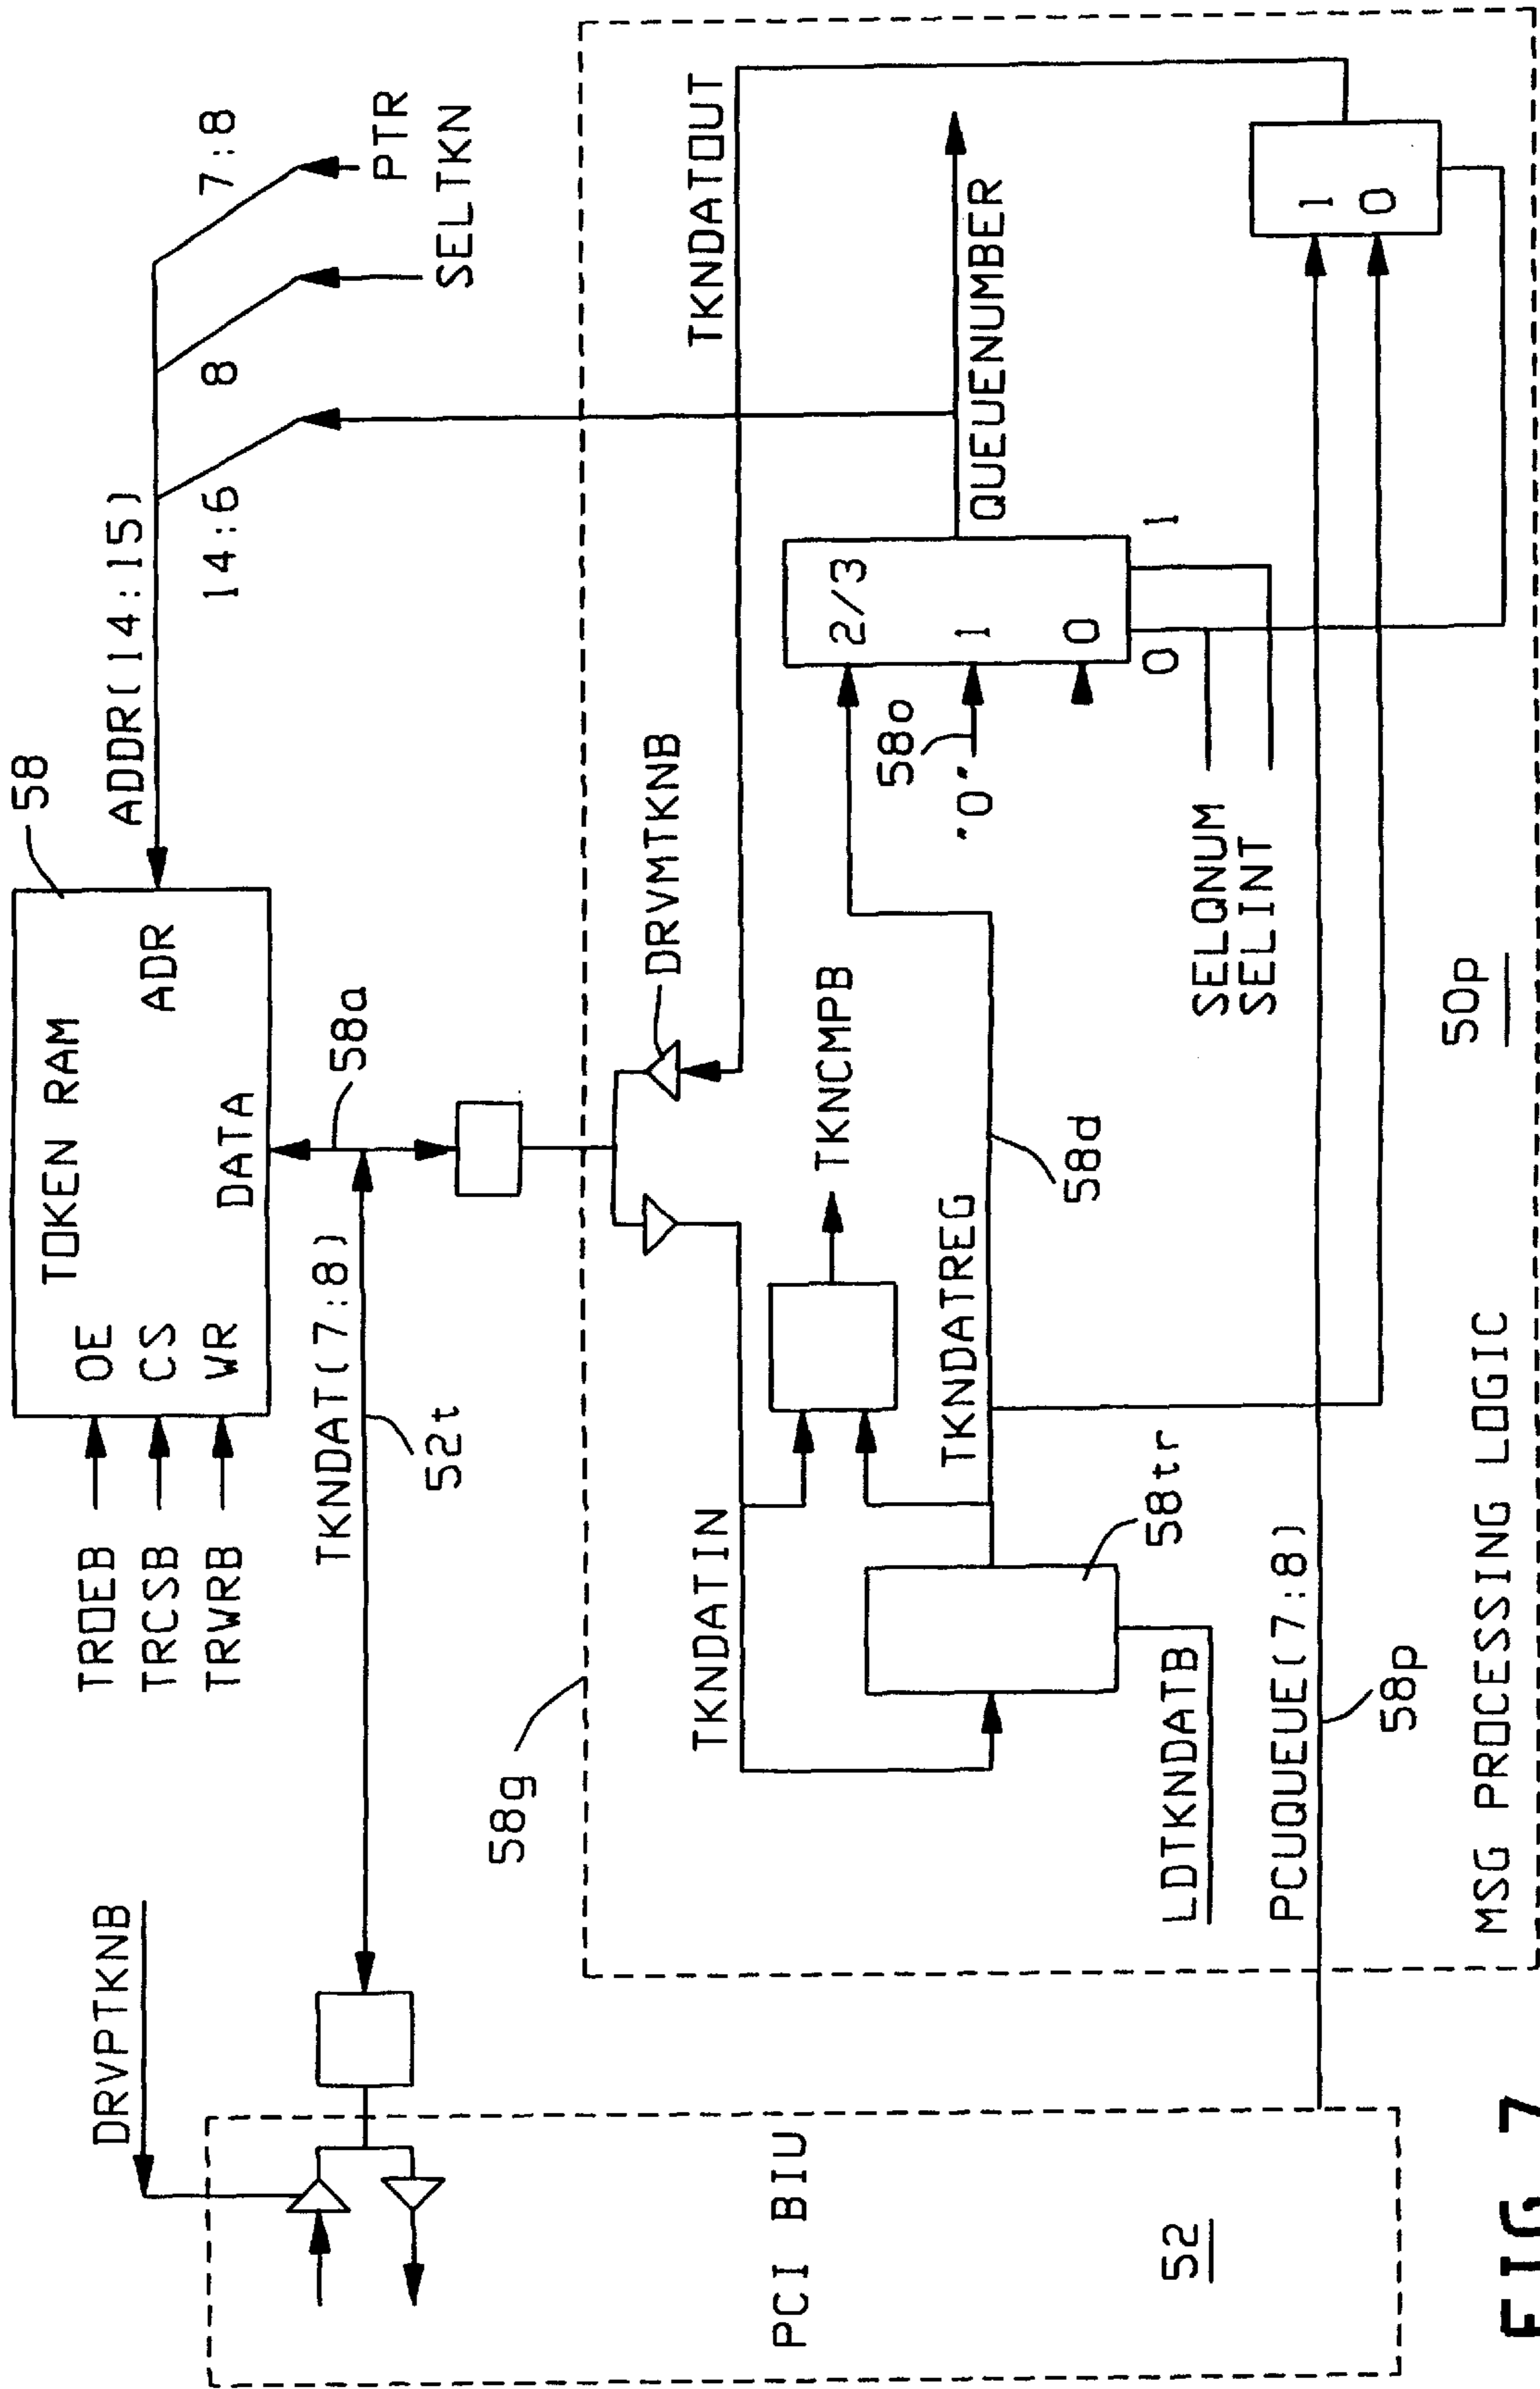 DRVPTKNB
PCI BIU
52
TROEB
TRCSB
TRWRB
OE
CS
WR
TOKEN RAM
DATA
ADR
58
ADDR(14:15)
14:6
8
7:8
PTR
SELTKN
TKNDAT(7:8)
52t
58a
58g
TKNDATIN
LDTKNDATB
58tr
TKNDATREG
TKNCMPB
DRVMTKNB
58d
TKNDATOUT
58o
"0"
2/3
1
0
0
1
QUEUENUMBER
SELQNUM
SELINT
1
0
PCUQUEUE(7:8)
58p
MSG PROCESSING LOGIC
50p
FIG 7